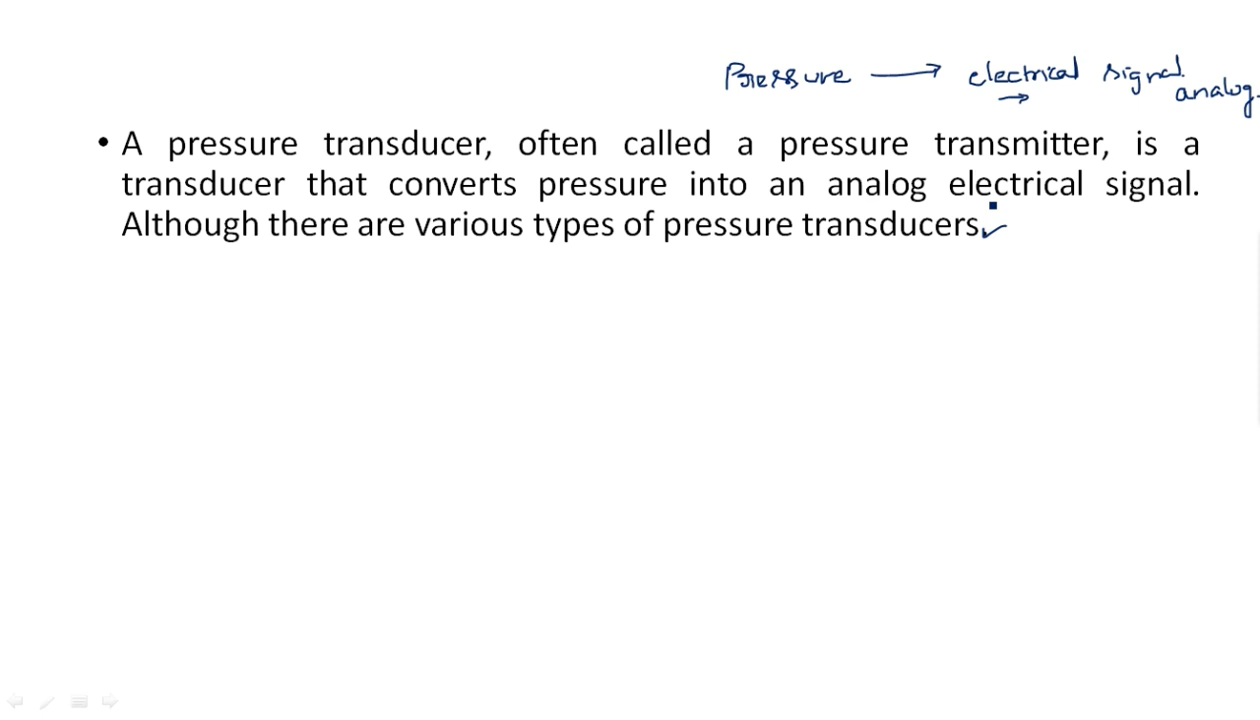 Pressure → electrical signal.
analog.
• A pressure transducer, often called a pressure transmitter, is a
transducer that converts pressure into an analog electrical signal.
Although there are various types of pressure transducers.